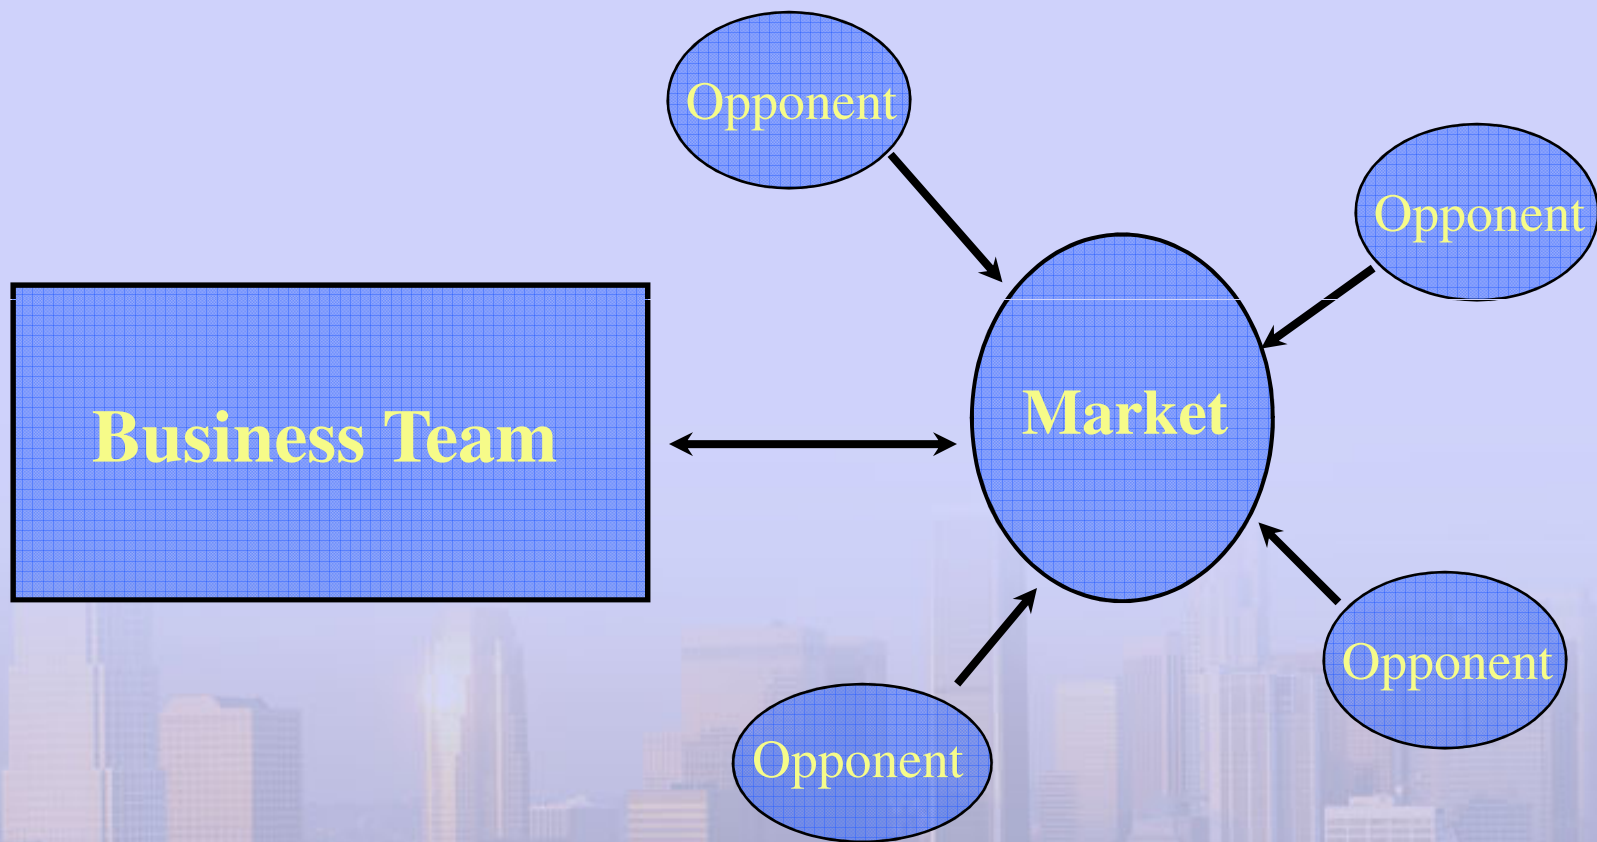 Opponent
Opponent
Business Team
Market
Opponent
Opponent